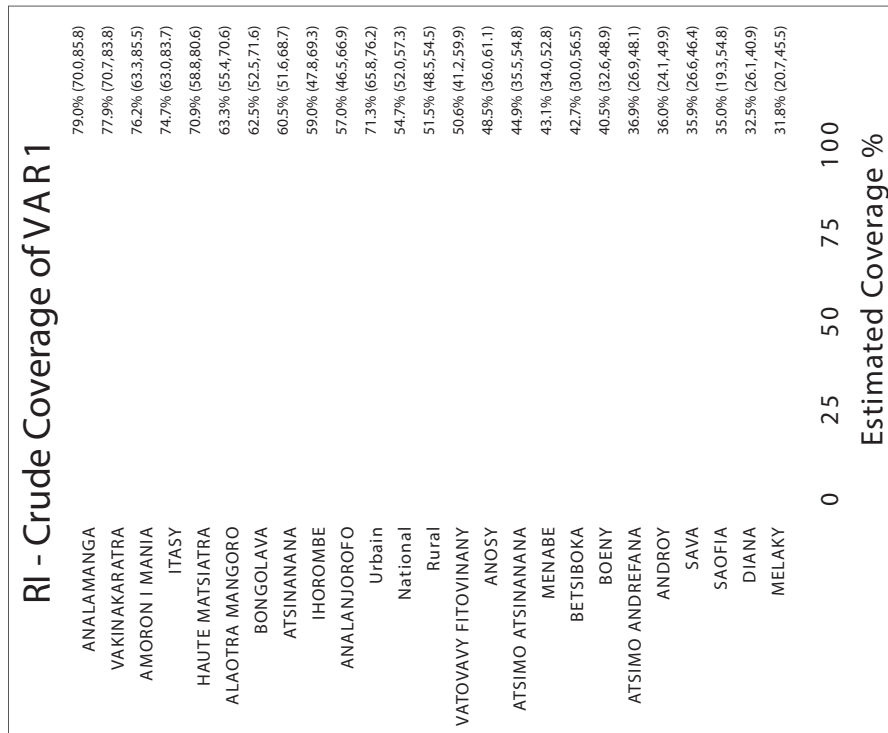 RI - Crude Coverage of VAR1
ANALAMANGA 79.0% (70.0,85.8)
VAKINAKARATRA 77.9% (70.7,83.8)
AMORON I MANIA 76.2% (63.3,85.5)
ITASY 74.7% (63.0,83.7)
HAUTE MATSIATRA 70.9% (58.8,80.6)
ALAOTRA MANGORO 63.3% (55.4,70.6)
BONGOLAVA 62.5% (52.5,71.6)
ATSINANANA 60.5% (51.6,68.7)
IHOROMBE 59.0% (47.8,69.3)
ANALANJOROFO 57.0% (46.5,66.9)
Urbain 71.3% (65.8,76.2)
National 54.7% (52.0,57.3)
Rural 51.5% (48.5,54.5)
VATOVAVY FITOVINANY 50.6% (41.2,59.9)
ANOSY 48.5% (36.0,61.1)
ATSIMO ATSINANANA 44.9% (35.5,54.8)
MENABE 43.1% (34.0,52.8)
BETSIBOKA 42.7% (30.0,56.5)
BOENY 40.5% (32.6,48.9)
ATSIMO ANDREFANA 36.9% (26.9,48.1)
ANDROY 36.0% (24.1,49.9)
SAVA 35.9% (26.6,46.4)
SAOFIA 35.0% (19.3,54.8)
DIANA 32.5% (26.1,40.9)
MELAKY 31.8% (20.7,45.5)
0 25 50 75 100
Estimated Coverage %